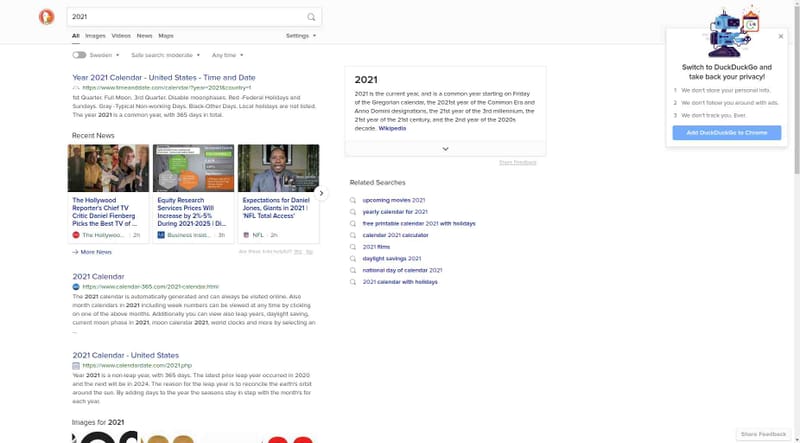 2021
All Images Videos News Maps Settings
Sweden Safe search: moderate Any time
Year 2021 Calendar - United States - Time and Date
https://www.timeanddate.com/calendar/?year=2021&country=1
1st Quarter. Full Moon. 3rd Quarter. Disable moonphases. Red -Federal Holidays and
Sundays. Gray -Typical Non-working Days. Black-Other Days. Local holidays are not listed.
The year 2021 is a common year, with 365 days in total.
Recent News
The Hollywood
Reporter's Chief TV
Critic Daniel Fienberg
Picks the Best TV of ...
The Hollywoo... 2h
Equity Research
Services Prices Will
Increase by 2%-5%
During 2021-2025 | Di...
Business Insid... 3h
Expectations for Daniel
Jones, Giants in 2021 |
'NFL Total Access'
NFL 2h
More News
Are these links helpful? Yes No
2021 Calendar
https://www.calendar-365.com/2021-calendar.html
The 2021 calendar is automatically generated and can always be visited online. Also
month calendars in 2021 including week numbers can be viewed at any time by clicking
on one of the above months. Additionally you can view also leap years, daylight saving,
current moon phase in 2021, moon calendar 2021, world clocks and more by selecting an
...
2021 Calendar - United States
https://www.calendardate.com/2021.php
Year 2021 is a non-leap year, with 365 days. The latest prior leap year occurred in 2020
and the next will be in 2024. The reason for the leap year is to reconcile the earth's orbit
around the sun. By adding days to the year the seasons stay in step with the month's for
each year.
Images for 2021
2021
2021 is the current year, and is a common year starting on Friday
of the Gregorian calendar, the 2021st year of the Common Era and
Anno Domini designations, the 21st year of the 3rd millennium, the
21st year of the 21st century, and the 2nd year of the 2020s
decade. Wikipedia
Share Feedback
Related Searches
upcoming movies 2021
yearly calendar for 2021
free printable calendar 2021 with holidays
calendar 2021 calculator
2021 films
daylight savings 2021
national day of calendar 2021
2021 calendar with holidays
Switch to DuckDuckGo and
take back your privacy!
1 We don't store your personal info.
2 We don't follow you around with ads.
3 We don't track you. Ever.
Add DuckDuckGo to Chrome
Share Feedback